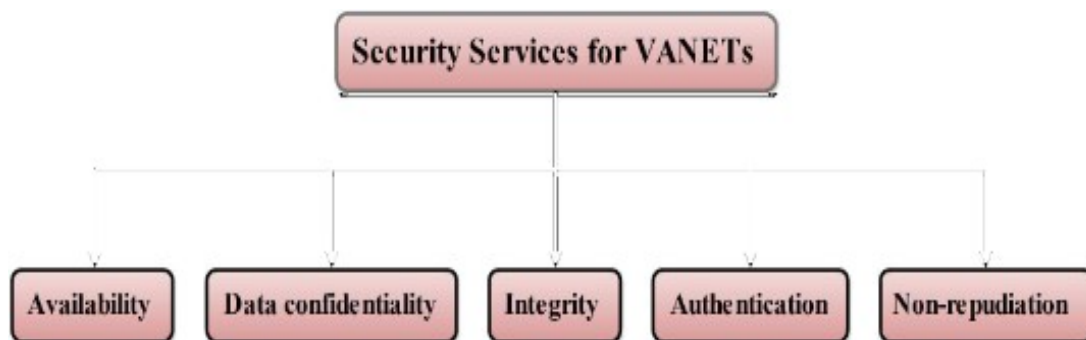 Security Services for VANETs
Availability
Data confidentiality
Integrity
Authentication
Non-repudiation